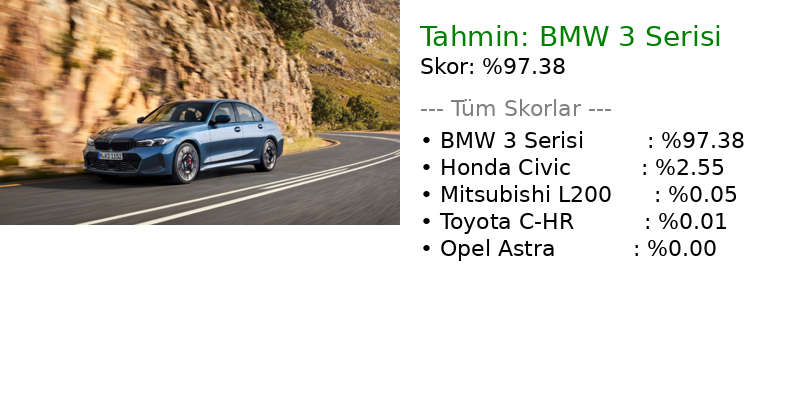 Tahmin: BMW 3 Serisi
Skor: %97.38
--- Tüm Skorlar ---
• BMW 3 Serisi : %97.38
• Honda Civic : %2.55
• Mitsubishi L200 : %0.05
• Toyota C-HR : %0.01
• Opel Astra : %0.00